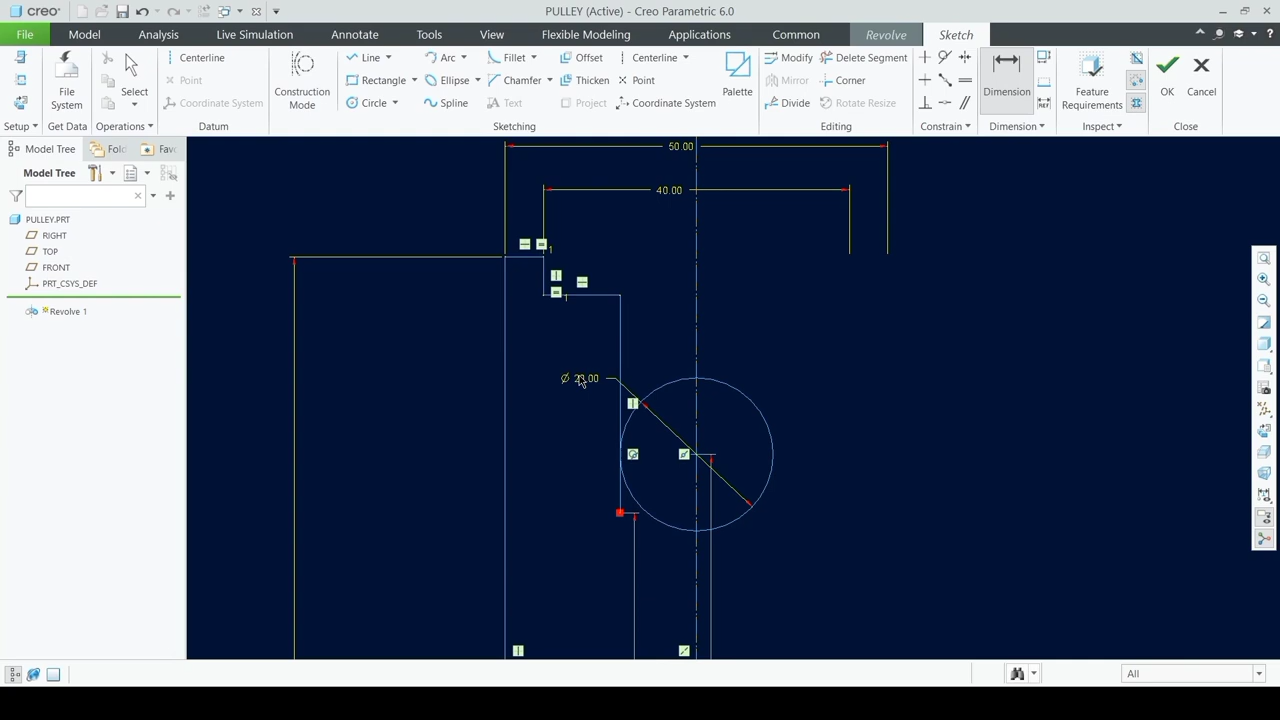 creo PULLEY (Active) - Creo Parametric 6.0
File Model Analysis Live Simulation Annotate Tools View Flexible Modeling Applications Common Revolve Sketch
Centerline Line Arc Fillet Offset Centerline Modify Delete Segment
Point Rectangle Ellipse Chamfer Thicken Point Mirror Corner
Coordinate System Circle Spline Text Project Coordinate System Divide Rotate Resize
File System Select Construction Mode Palette Dimension Feature Requirements OK Cancel
Setup Get Data Operations Datum Sketching Editing Constrain Dimension Inspect Close
Model Tree Fold Fav
Model Tree
PULLEY.PRT
RIGHT
TOP
FRONT
PRT_CSYS_DEF
Revolve 1
50.00
40.00
1
1
All